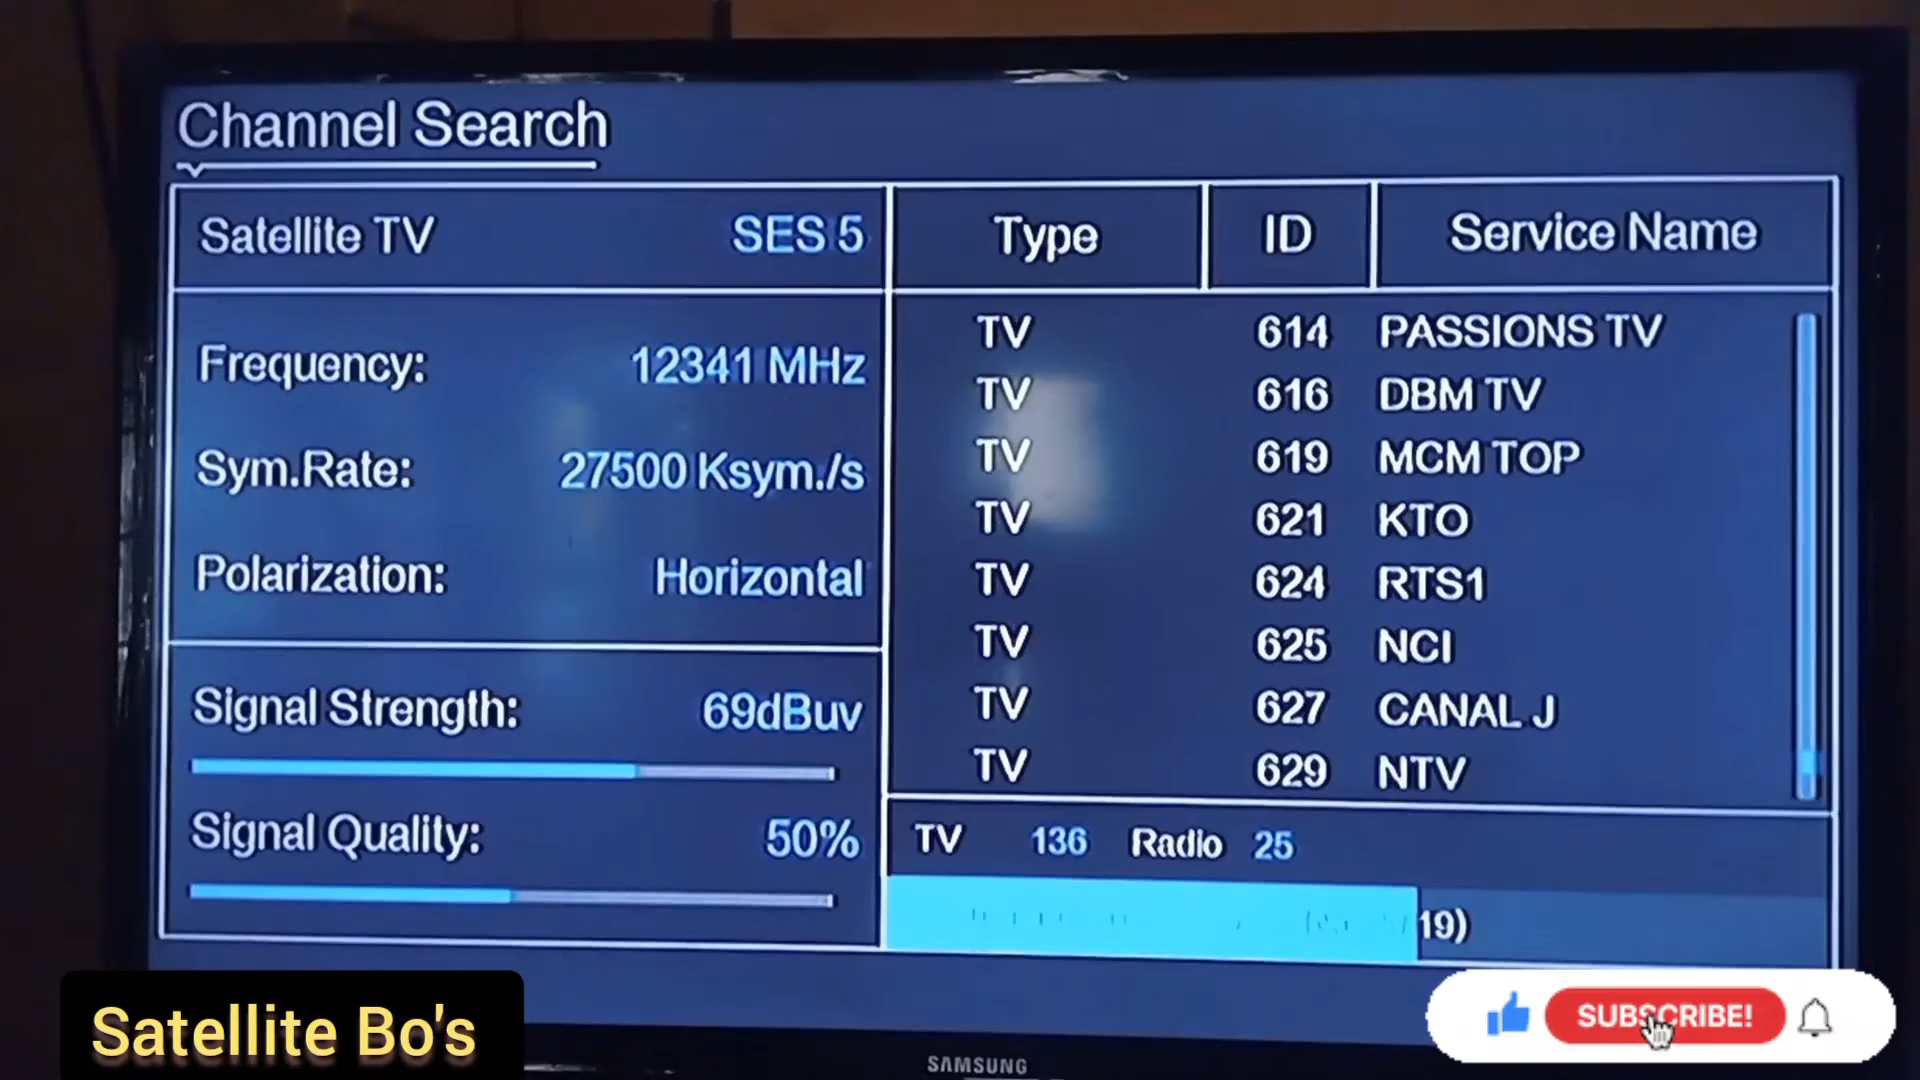 Channel Search
Satellite TV SES 5
Frequency: 12341 MHz
Sym.Rate: 27500 Ksym./s
Polarization: Horizontal
Signal Strength: 69dBuv
Signal Quality: 50%
Type ID Service Name
TV 614 PASSIONS TV
TV 616 DBM TV
TV 619 MCM TOP
TV 621 KTO
TV 624 RTS1
TV 625 NCI
TV 627 CANAL J
TV 629 NTV
TV 136 Radio 25
19)
Satellite Bo's
SUBSCRIBE!
SAMSUNG